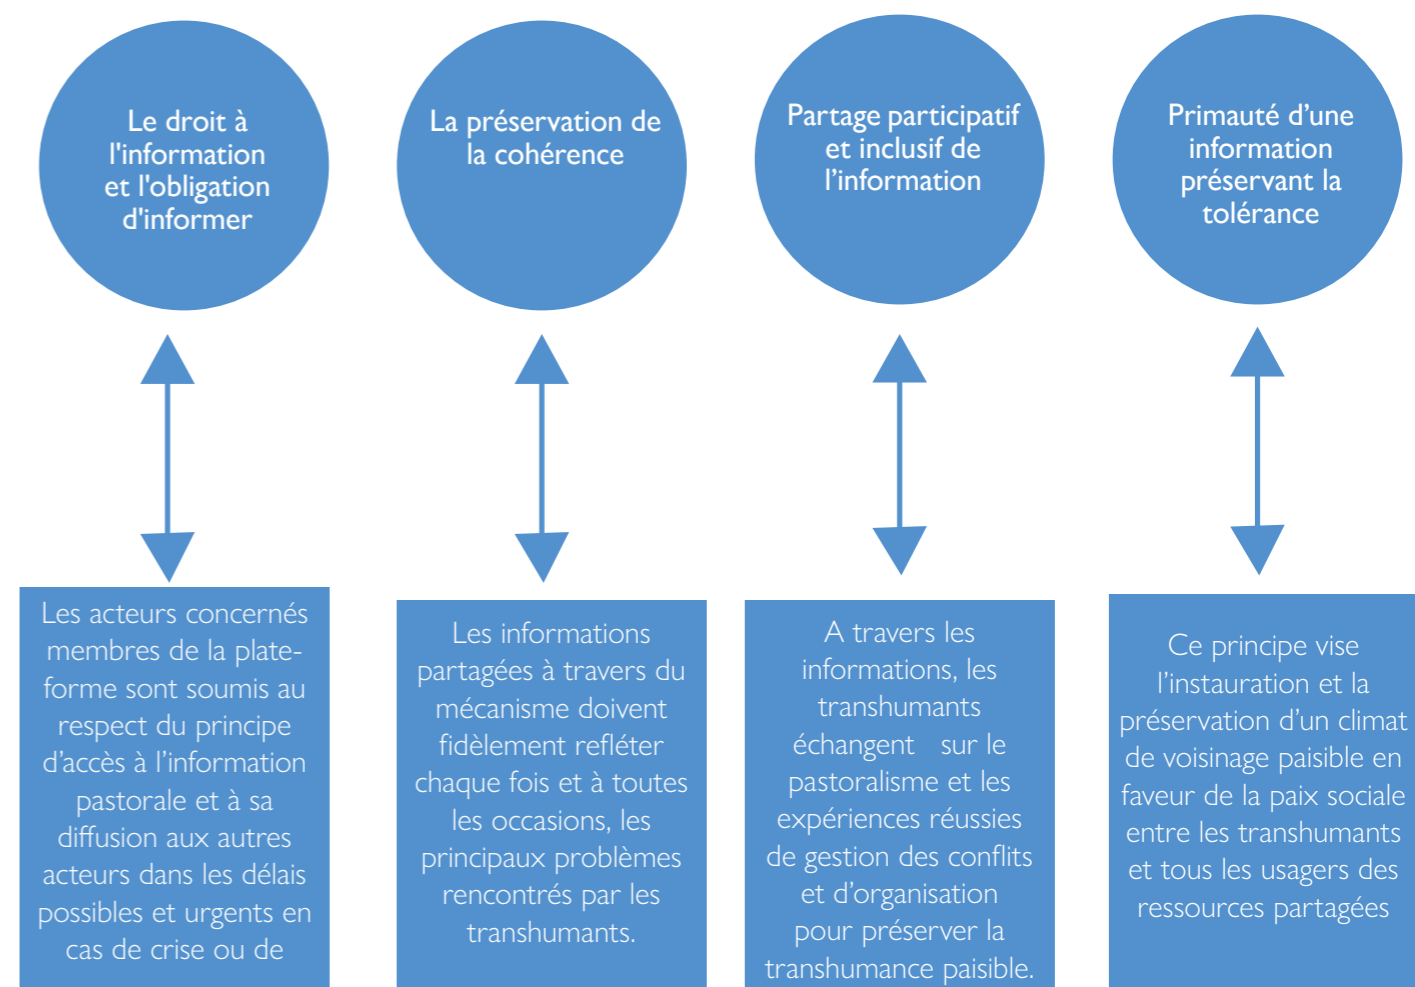 Le droit à
l'information
et l'obligation
d'informer
La préservation de
la cohérence
Partage participatif
et inclusif de
l’information
Primauté d’une
information
préservant la
tolérance
Les acteurs concernés
membres de la plate-
forme sont soumis au
respect du principe
d’accès à l’information
pastorale et à sa
diffusion aux autres
acteurs dans les délais
possibles et urgents en
cas de crise ou de
Les informations
partagées à travers du
mécanisme doivent
fidèlement refléter
chaque fois et à toutes
les occasions, les
principaux problèmes
rencontrés par les
transhumants.
A travers les
informations, les
transhumants
échangent sur le
pastoralisme et les
expériences réussies
de gestion des conflits
et d’organisation
pour préserver la
transhumance paisible.
Ce principe vise
l’instauration et la
préservation d’un climat
de voisinage paisible en
faveur de la paix sociale
entre les transhumants
et tous les usagers des
ressources partagées